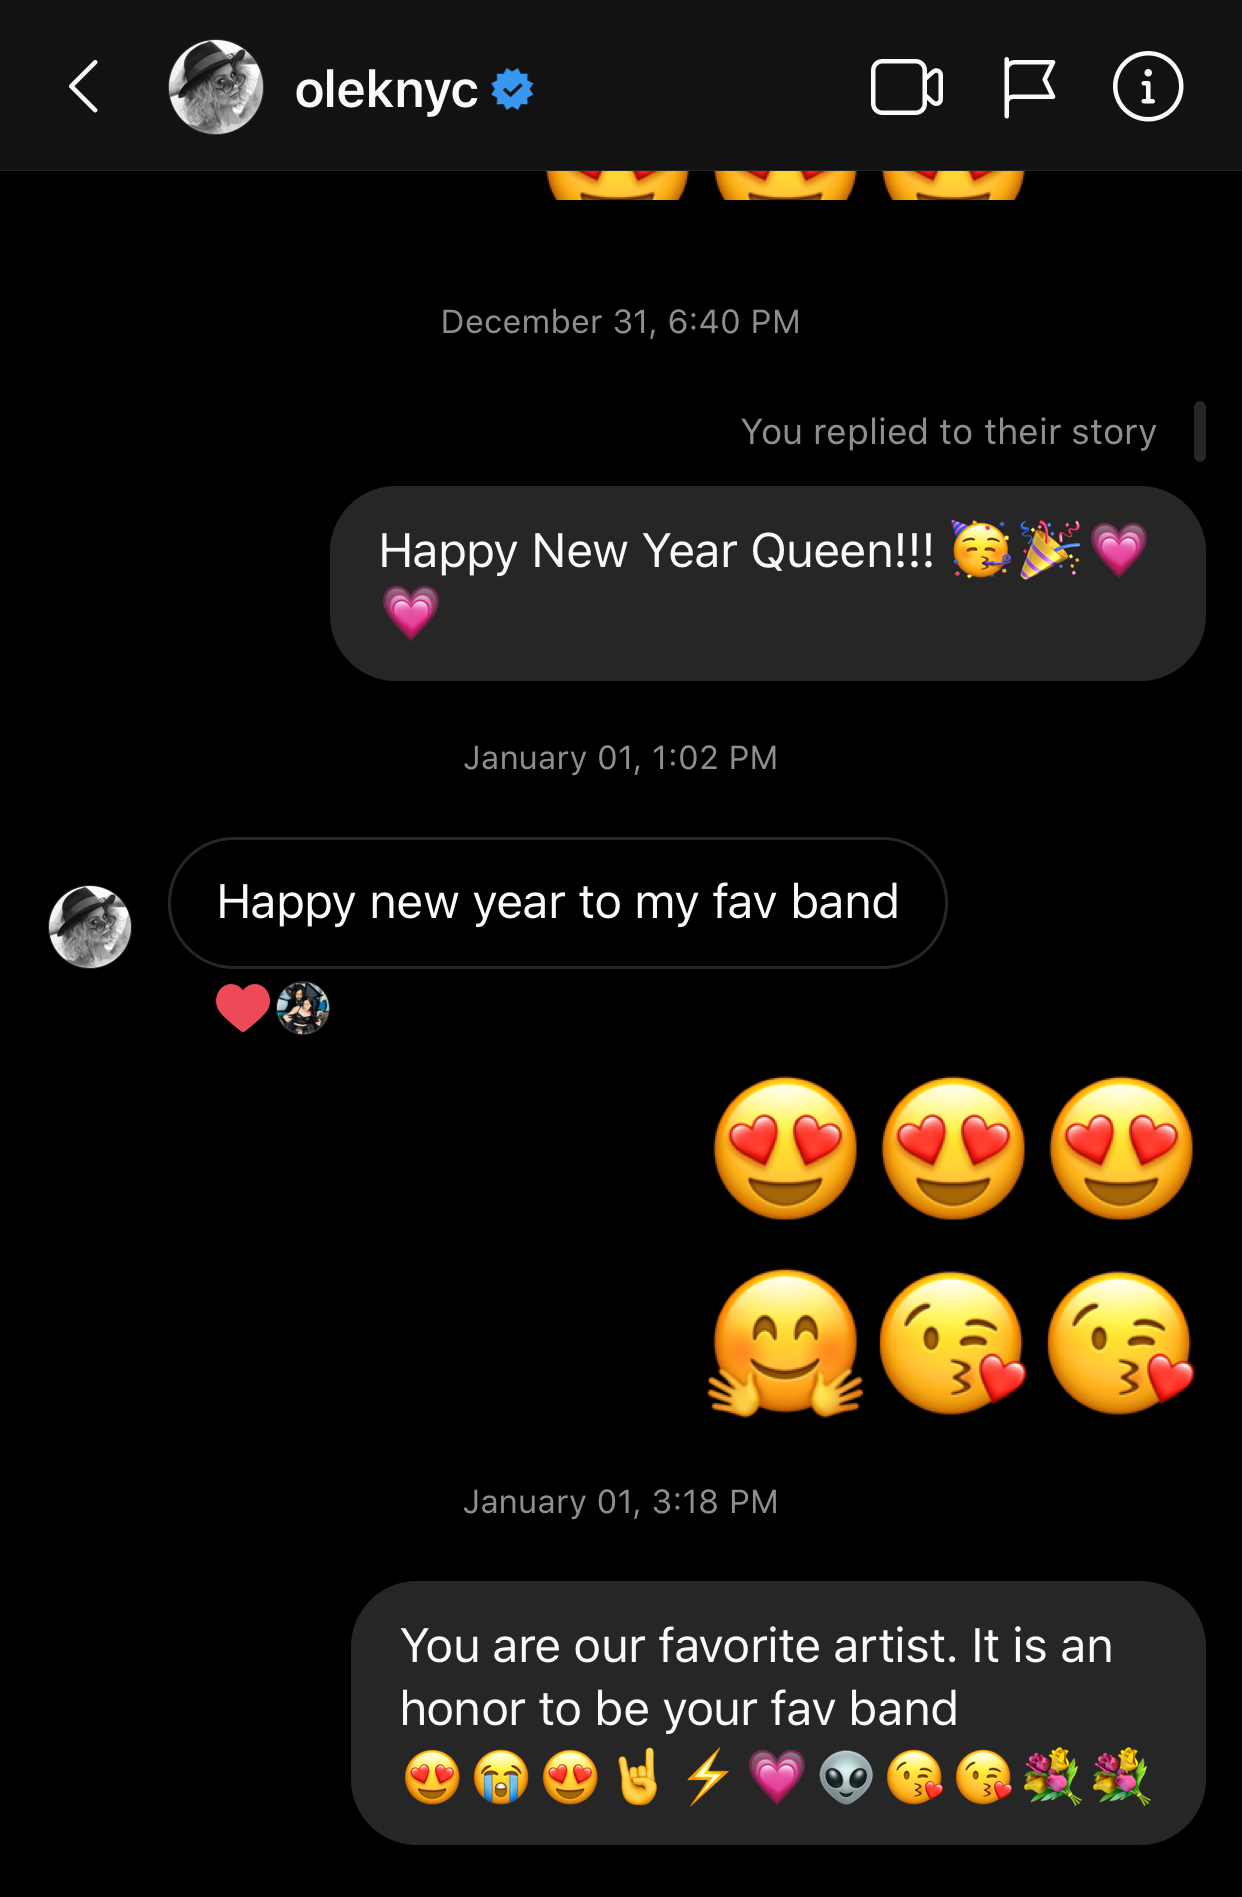 oleknyc
December 31, 6:40 PM
You replied to their story
Happy New Year Queen!!! 🥳🎉💗
💗
January 01, 1:02 PM
Happy new year to my fav band
😍😍😍
🤗😘😘
January 01, 3:18 PM
You are our favorite artist. It is an
honor to be your fav band
😍😭😍🤘⚡💗👽😘😘💐💐